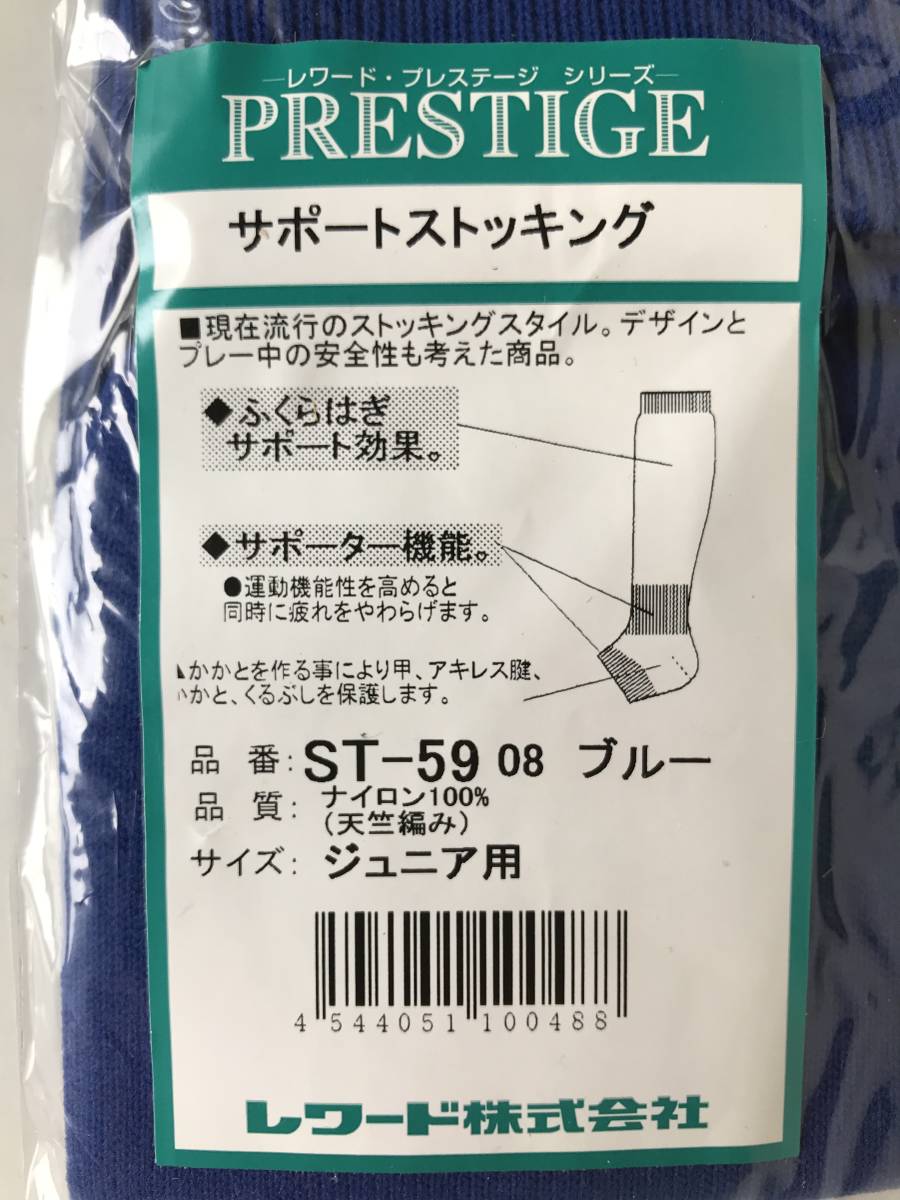 レワード・プレステージ シリーズ
PRESTIGE
サポートストッキング
■現在流行のストッキングスタイル。デザインと
プレー中の安全性も考えた商品。
◆ふくらはぎ
サポート効果。
◆サポーター機能。
●運動機能性を高めると
同時に疲れをやわらげます。
かかとを作る事により甲、アキレス腱、
かかと、くるぶしを保護します。
品番:ST-59 08 ブルー
品質:ナイロン100%
(天竺編み)
サイズ:ジュニア用
4 544051 100488
レワード株式会社